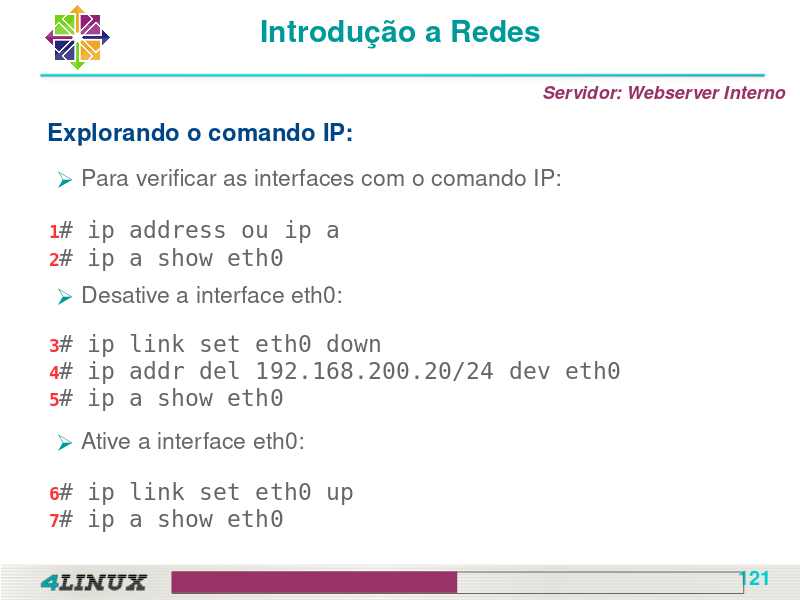 Introdução a Redes
Servidor: Webserver Interno
Explorando o comando IP:
Para verificar as interfaces com o comando IP:
1# ip address ou ip a
2# ip a show eth0
Desative a interface eth0:
3# ip link set eth0 down
4# ip addr del 192.168.200.20/24 dev eth0
5# ip a show eth0
Ative a interface eth0:
6# ip link set eth0 up
7# ip a show eth0
4LINUX
121